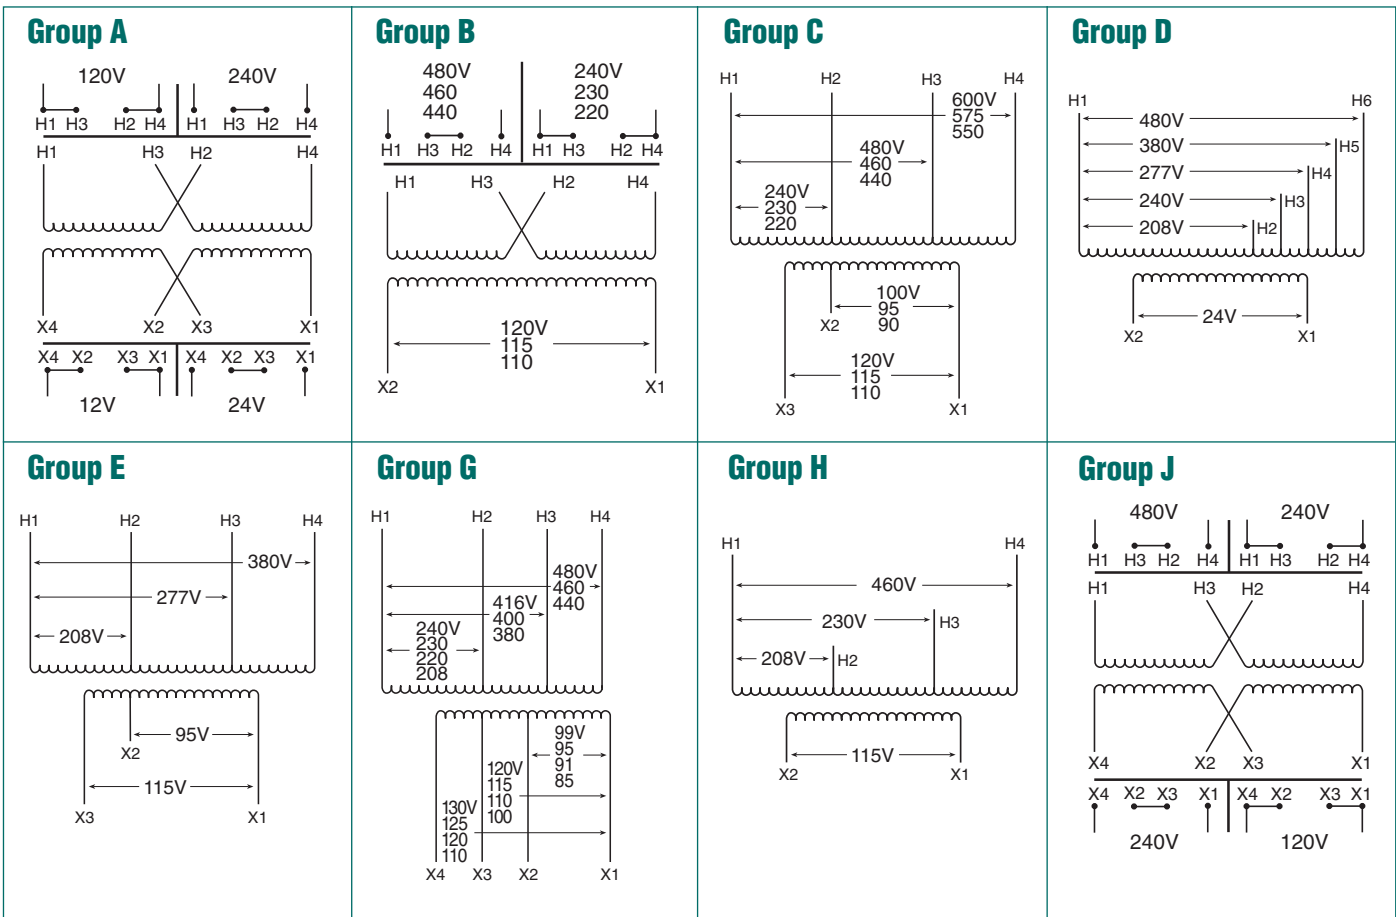 Group A
120V 240V
H1 H3 H2 H4 H1 H3 H2 H4
H1 H3 H2 H4
X4 X2 X3 X1
X4 X2 X3 X1 X4 X2 X3 X1
12V 24V
Group B
480V 240V
460 230
440 220
H1 H3 H2 H4 H1 H3 H2 H4
H1 H3 H2 H4
120V
115
110
X2 X1
Group C
H1 H2 H3 H4
600V
575
550
480V
460
440
240V
230
220
100V
95
90
X2
120V
115
110
X3 X1
Group D
H1 H6
480V
380V H5
277V H4
240V H3
208V H2
24V
X2 X1
Group E
H1 H2 H3 H4
380V
277V
208V
95V
X2
115V
X3 X1
Group G
H1 H2 H3 H4
480V
460
440
416V
400
380
240V
230
220
208
99V
95
91
85
120V
115
110
100
130V
125
120
110
X4 X3 X2 X1
Group H
H1 H4
460V
230V H3
208V H2
115V
X2 X1
Group J
480V 240V
H1 H3 H2 H4 H1 H3 H2 H4
H1 H3 H2 H4
X4 X2 X3 X1
X4 X2 X3 X1 X4 X2 X3 X1
240V 120V